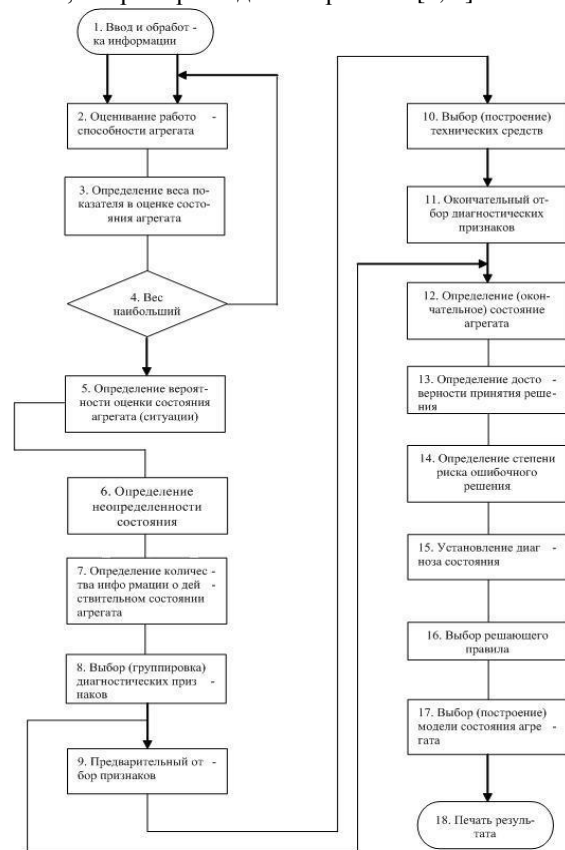 1. Ввод и обработ -
ка информации
2. Оценивание работо -
способности агрегата
3. Определение веса по-
казателя в оценке состо-
яния агрегата
4. Вес
наибольший
5. Определение вероят-
ности оценки состояния
агрегата (ситуации)
6. Определение
неопределенности
состояния
7. Определение количес -
тва инфо рмации о дей -
ствительном состоянии
агрегата
8. Выбор (группировка)
диагностических приз -
наков
9. Предварительный от -
бор признаков
10. Выбор (построение)
технических средств
11. Окончательный от-
бор диагностических
признаков
12. Определение (окон-
чательное) состояние
агрегата
13. Определение досто -
верности принятия реше-
ния
14. Определение степени
риска ошибочного
решения
15. Установление диаг -
ноза состояния
16. Выбор решающего
правила
17. Выбор (построение)
модели состояния агре -
гата
18. Печать резуль-
тата